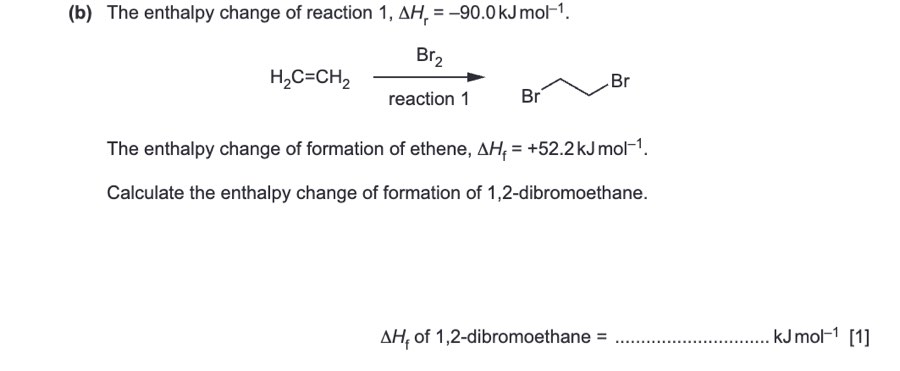 (b) The enthalpy change of reaction 1, ΔHr = –90.0 kJ mol–1.
Br2
H2C=CH2
reaction 1
Br
Br
The enthalpy change of formation of ethene, ΔHf = +52.2 kJ mol–1.
Calculate the enthalpy change of formation of 1,2-dibromoethane.
ΔHf of 1,2-dibromoethane = .............................. kJ mol–1 [1]